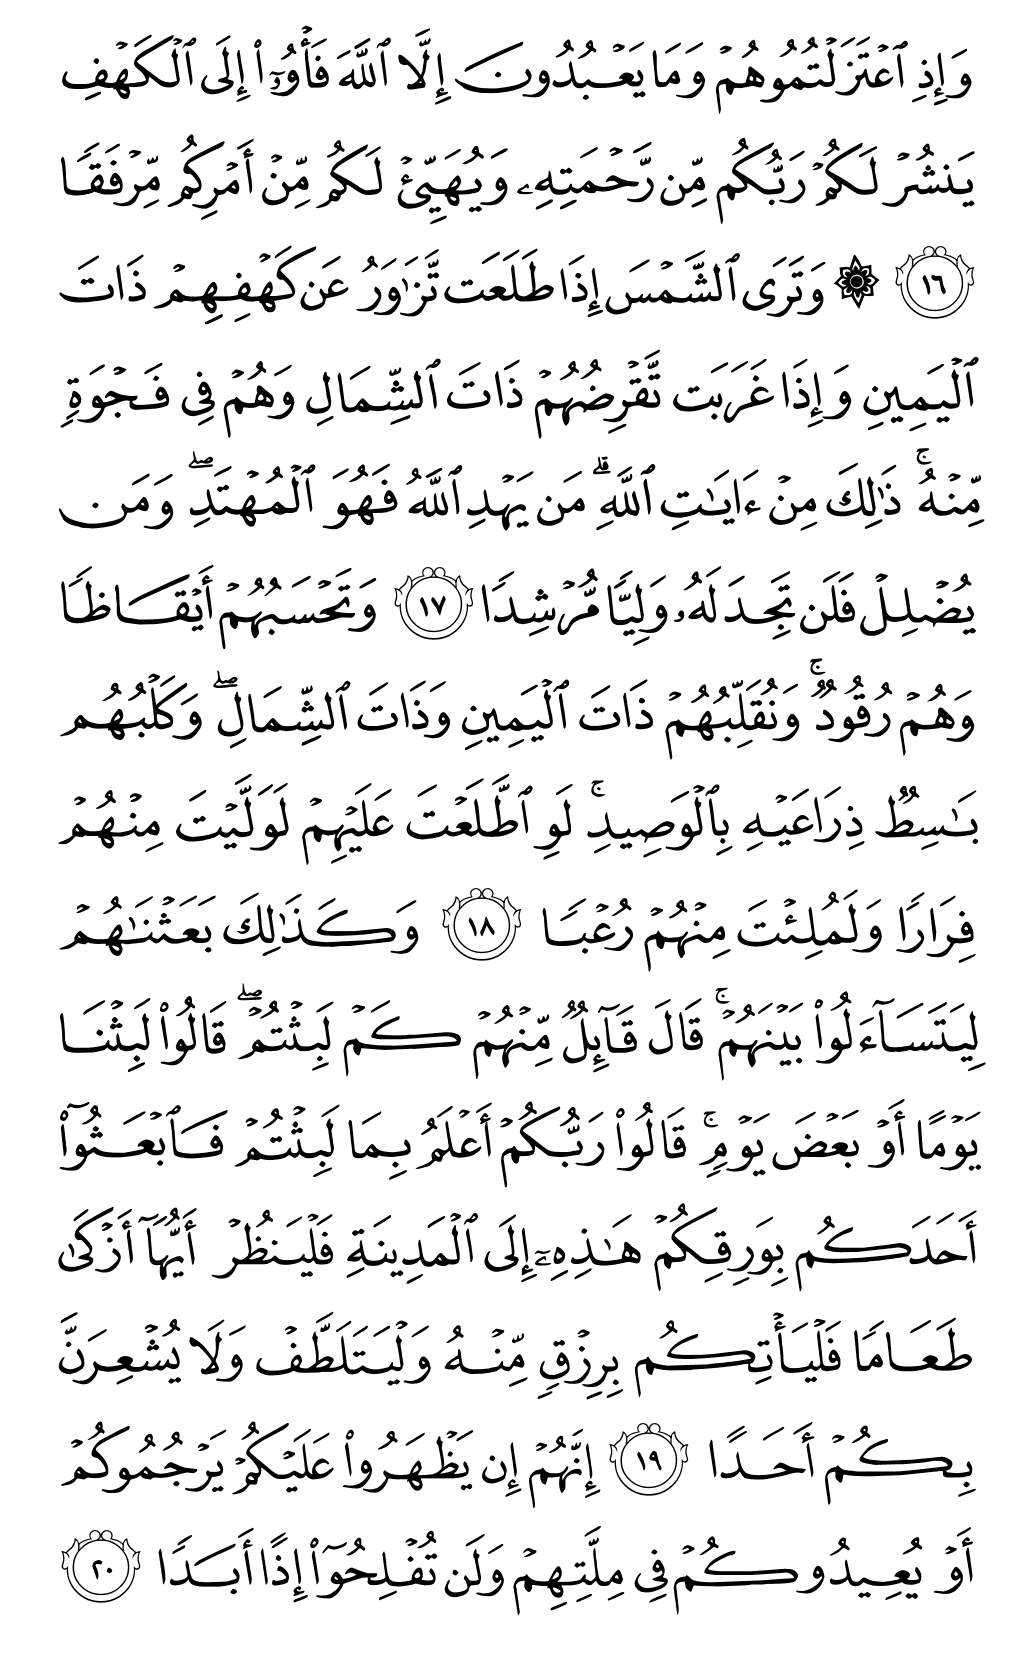 وَإِذِ ٱعۡتَزَلۡتُمُوهُمۡ وَمَا يَعۡبُدُونَ إِلَّا ٱللَّهَ فَأۡوُۥٓاْ إِلَى ٱلۡكَهۡفِ
يَنشُرۡ لَكُمۡ رَبُّكُم مِّن رَّحۡمَتِهِۦ وَيُهَيِّئۡ لَكُم مِّنۡ أَمۡرِكُم مِّرۡفَقٗا
١٦ ۞ وَتَرَى ٱلشَّمۡسَ إِذَا طَلَعَت تَّزَٰوَرُ عَن كَهۡفِهِمۡ ذَاتَ
ٱلۡيَمِينِ وَإِذَا غَرَبَت تَّقۡرِضُهُمۡ ذَاتَ ٱلشِّمَالِ وَهُمۡ فِي فَجۡوَةٖ
مِّنۡهُۚ ذَٰلِكَ مِنۡ ءَايَٰتِ ٱللَّهِۗ مَن يَهۡدِ ٱللَّهُ فَهُوَ ٱلۡمُهۡتَدِۖ وَمَن
يُضۡلِلۡ فَلَن تَجِدَ لَهُۥ وَلِيّٗا مُّرۡشِدٗا ١٧ وَتَحۡسَبُهُمۡ أَيۡقَاظٗا
وَهُمۡ رُقُودٞۚ وَنُقَلِّبُهُمۡ ذَاتَ ٱلۡيَمِينِ وَذَاتَ ٱلشِّمَالِۖ وَكَلۡبُهُم
بَٰسِطٞ ذِرَاعَيۡهِ بِٱلۡوَصِيدِۚ لَوِ ٱطَّلَعۡتَ عَلَيۡهِمۡ لَوَلَّيۡتَ مِنۡهُمۡ
فِرَارٗا وَلَمُلِئۡتَ مِنۡهُمۡ رُعۡبٗا ١٨ وَكَذَٰلِكَ بَعَثۡنَٰهُمۡ
لِيَتَسَآءَلُواْ بَيۡنَهُمۡۚ قَالَ قَآئِلٞ مِّنۡهُمۡ كَمۡ لَبِثۡتُمۡۖ قَالُواْ لَبِثۡنَا
يَوۡمًا أَوۡ بَعۡضَ يَوۡمٖۚ قَالُواْ رَبُّكُمۡ أَعۡلَمُ بِمَا لَبِثۡتُمۡ فَٱبۡعَثُوٓاْ
أَحَدَكُم بِوَرِقِكُمۡ هَٰذِهِۦٓ إِلَى ٱلۡمَدِينَةِ فَلۡيَنظُرۡ أَيُّهَآ أَزۡكَىٰ
طَعَامٗا فَلۡيَأۡتِكُم بِرِزۡقٖ مِّنۡهُ وَلۡيَتَلَطَّفۡ وَلَا يُشۡعِرَنَّ
بِكُمۡ أَحَدًا ١٩ إِنَّهُمۡ إِن يَظۡهَرُواْ عَلَيۡكُمۡ يَرۡجُمُوكُمۡ
أَوۡ يُعِيدُوكُمۡ فِي مِلَّتِهِمۡ وَلَن تُفۡلِحُوٓاْ إِذًا أَبَدٗا ٢٠